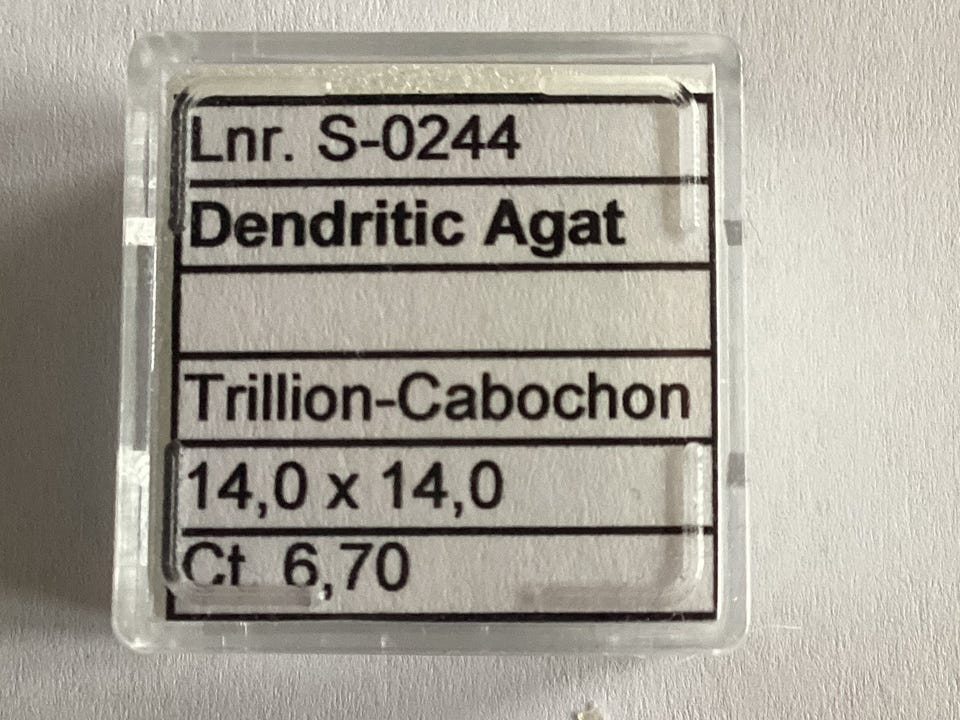 Lnr. S-0244
Dendritic Agat
Trillion-Cabochon
14,0 x 14,0
Ct. 6,70